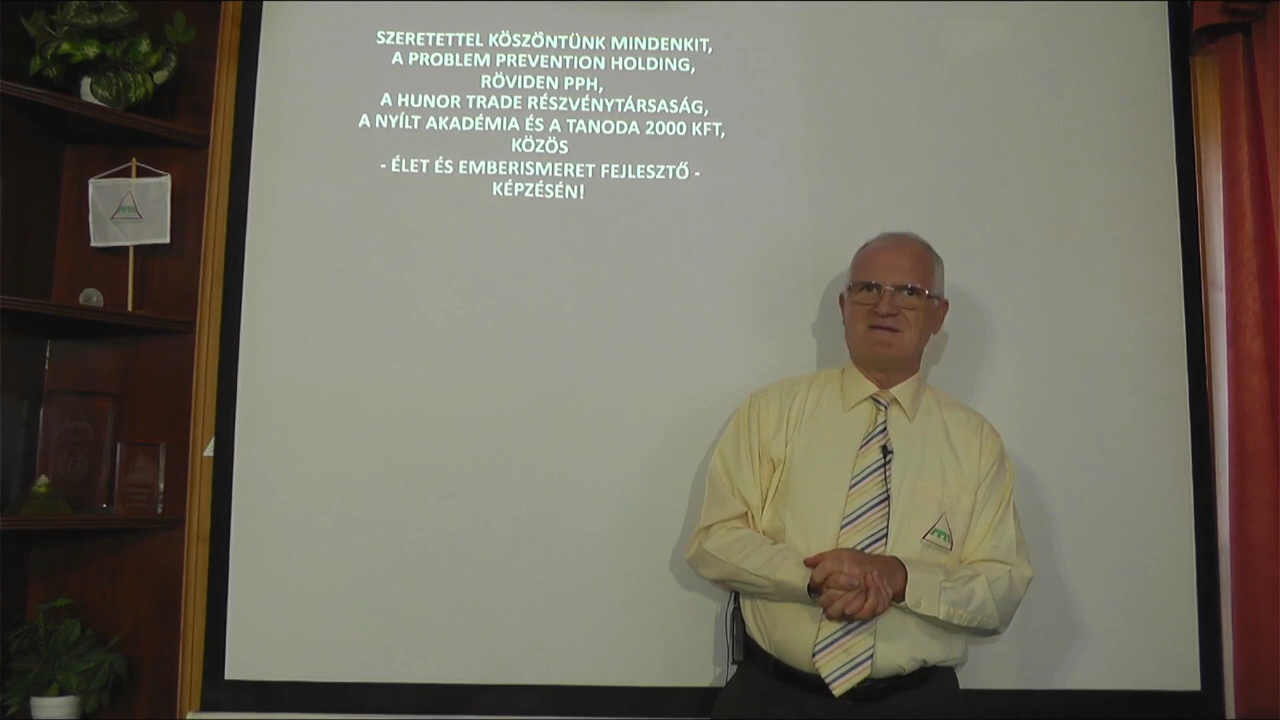 SZERETETTEL KÖSZÖNTÜNK MINDENKIT,
A PROBLEM PREVENTION HOLDING,
RÖVIDEN PPH,
A HUNOR TRADE RÉSZVÉNYTÁRSASÁG,
A NYÍLT AKADÉMIA ÉS A TANODA 2000 KFT,
KÖZÖS
- ÉLET ÉS EMBERISMERET FEJLESZTŐ -
KÉPZÉSÉN!
PPH